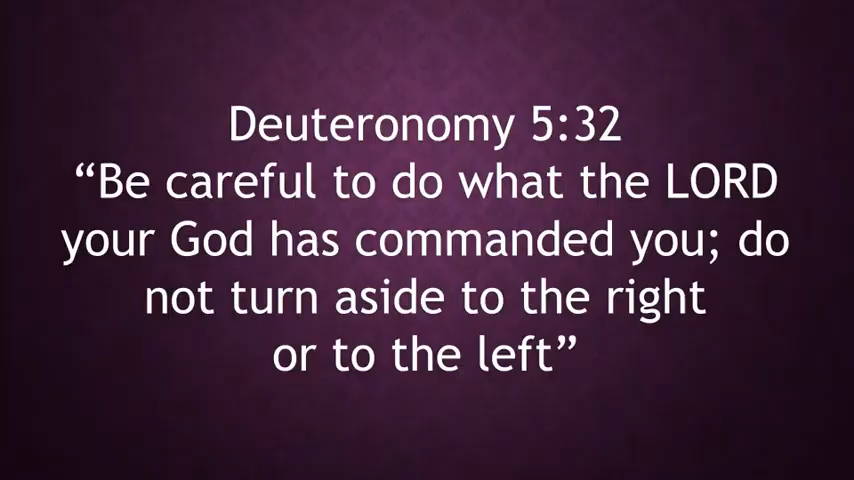 Deuteronomy 5:32
“Be careful to do what the LORD
your God has commanded you; do
not turn aside to the right
or to the left”